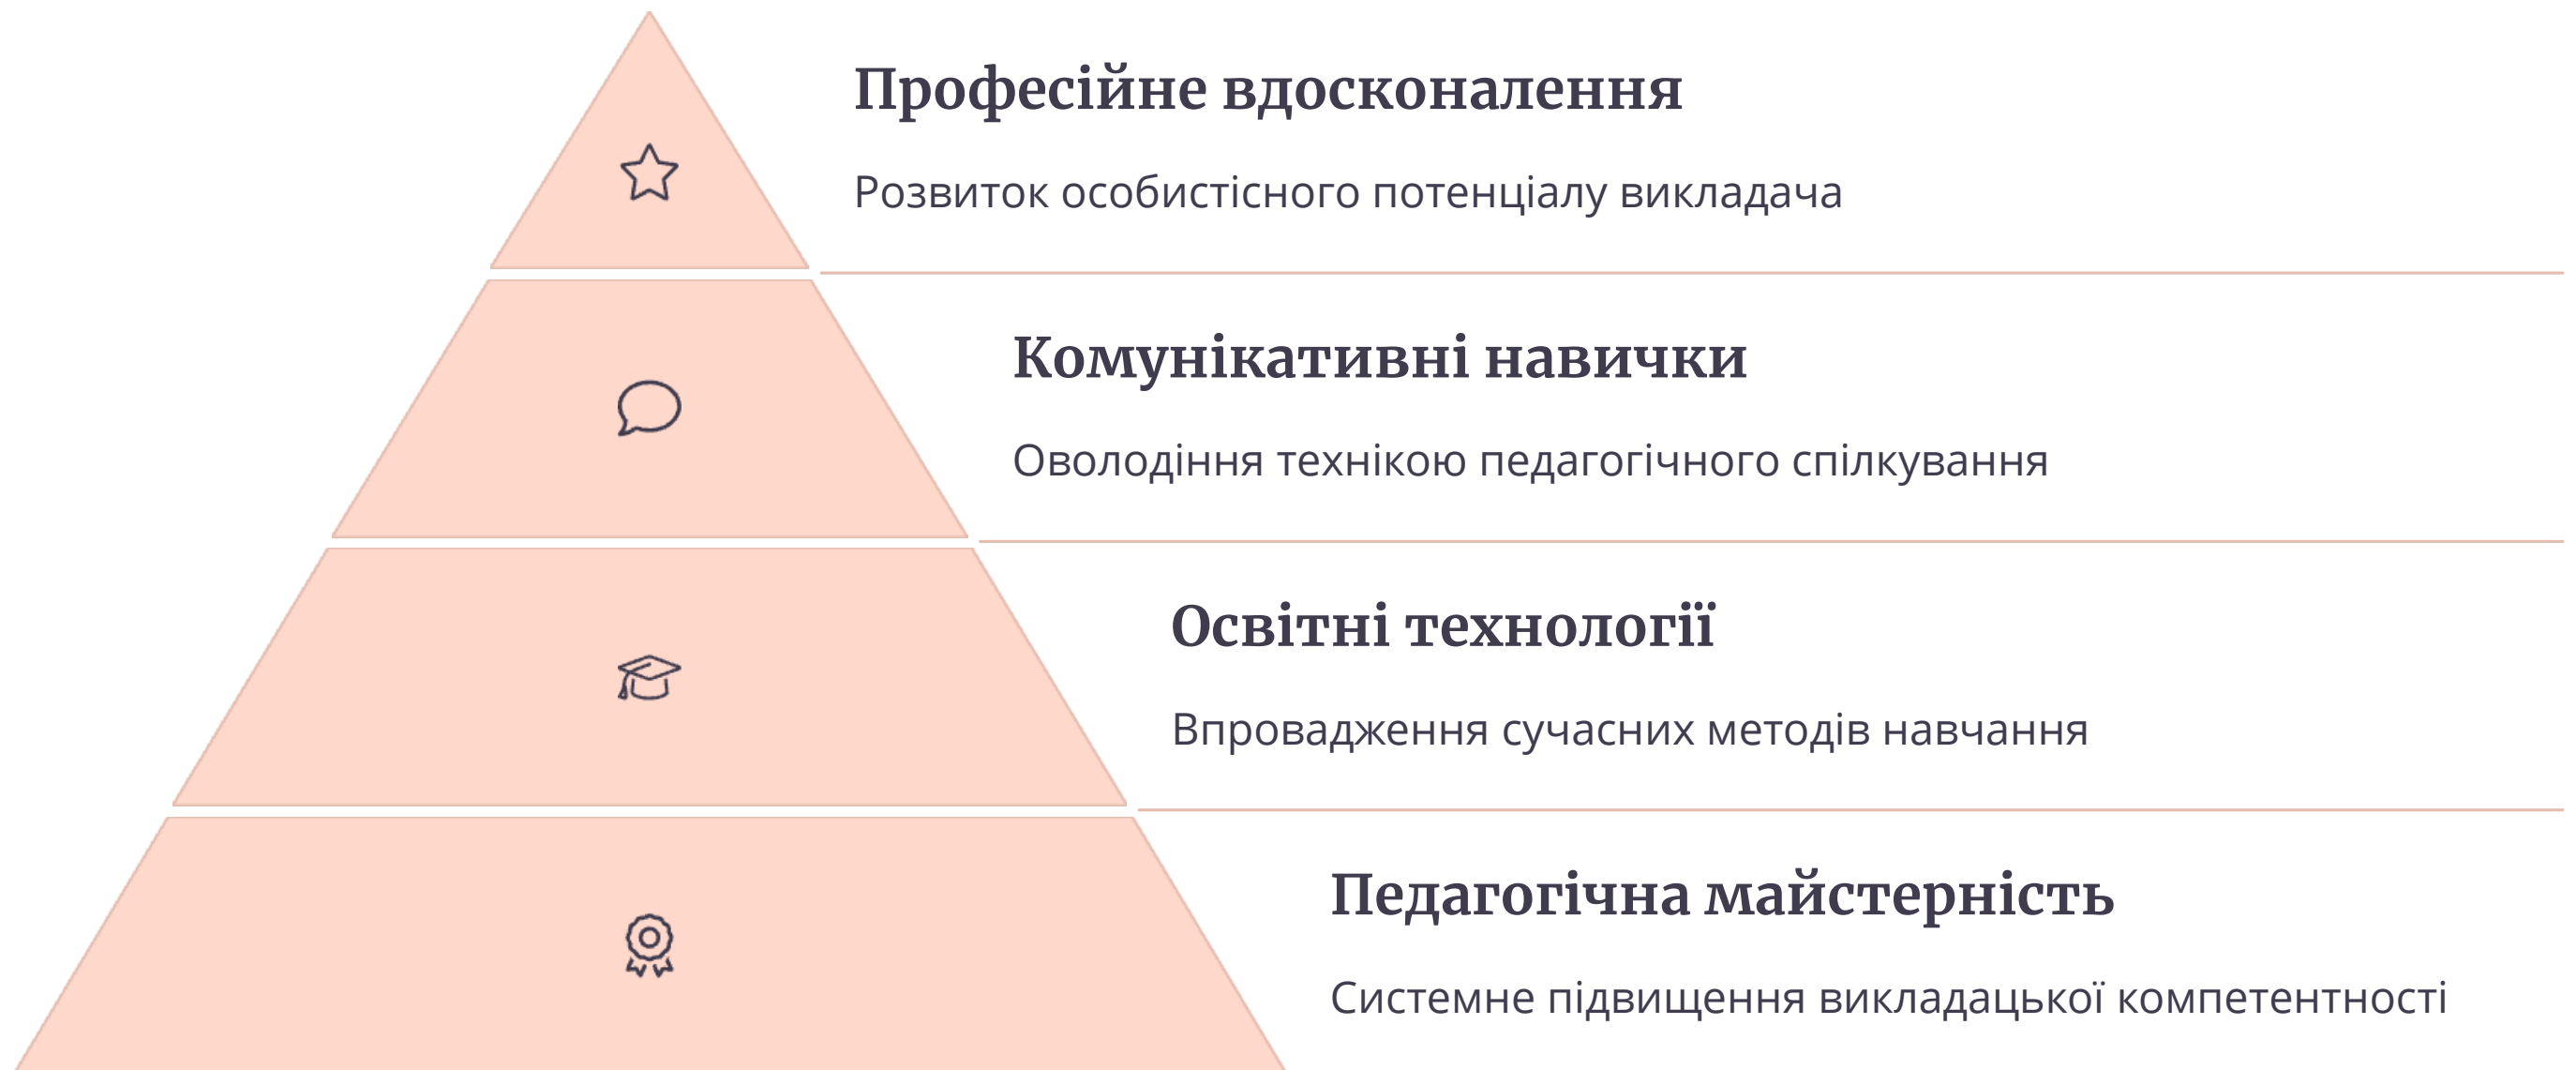 Професійне вдосконалення
Розвиток особистісного потенціалу викладача
Комунікативні навички
Оволодіння технікою педагогічного спілкування
Освітні технології
Впровадження сучасних методів навчання
Педагогічна майстерність
Системне підвищення викладацької компетентності